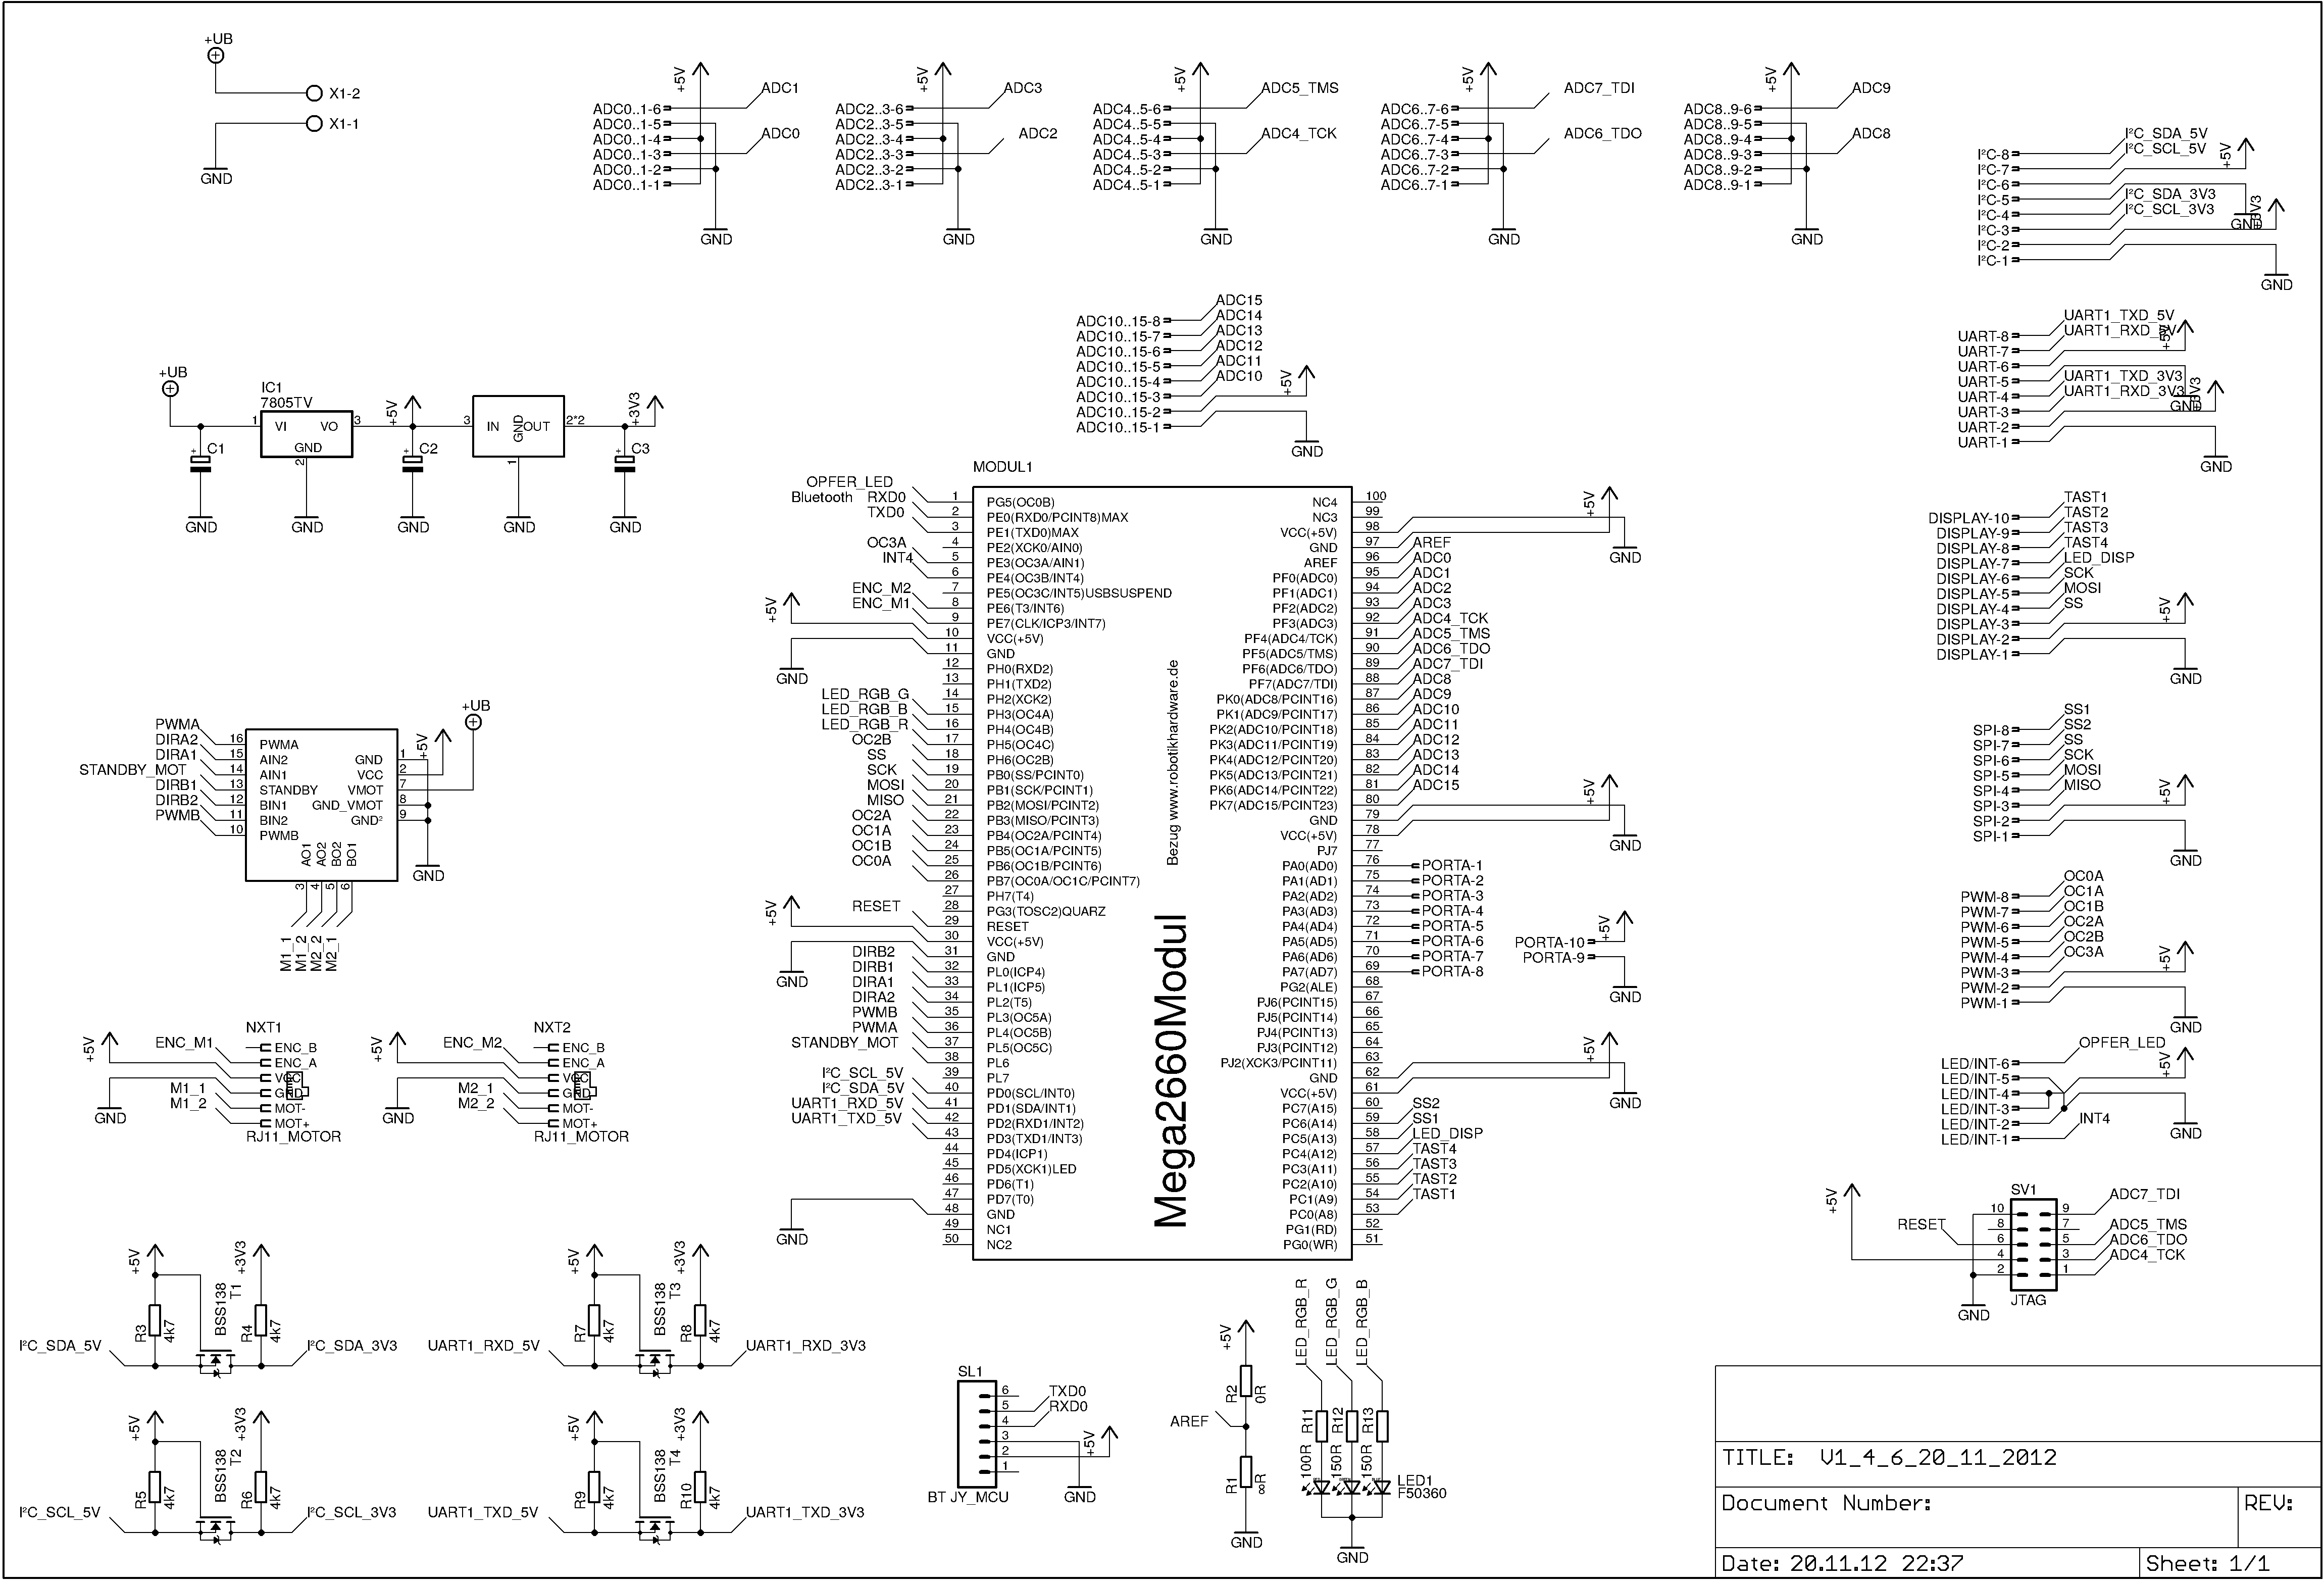 +UB
X1-2
X1-1
GND
+5V
ADC0..1-6
ADC0..1-5
ADC0..1-4
ADC0..1-3
ADC0..1-2
ADC0..1-1
ADC1
ADC0
GND
+5V
ADC2..3-6
ADC2..3-5
ADC2..3-4
ADC2..3-3
ADC2..3-2
ADC2..3-1
ADC3
ADC2
GND
+5V
ADC4..5-6
ADC4..5-5
ADC4..5-4
ADC4..5-3
ADC4..5-2
ADC4..5-1
ADC5_TMS
ADC4_TCK
GND
+5V
ADC6..7-6
ADC6..7-5
ADC6..7-4
ADC6..7-3
ADC6..7-2
ADC6..7-1
ADC7_TDI
ADC6_TDO
GND
+5V
ADC8..9-6
ADC8..9-5
ADC8..9-4
ADC8..9-3
ADC8..9-2
ADC8..9-1
ADC9
ADC8
GND
I²C-8
I²C-7
I²C-6
I²C-5
I²C-4
I²C-3
I²C-2
I²C-1
I²C_SDA_5V
I²C_SCL_5V
+5V
I²C_SDA_3V3
I²C_SCL_3V3
GND
+3V3
GND
ADC10..15-8
ADC10..15-7
ADC10..15-6
ADC10..15-5
ADC10..15-4
ADC10..15-3
ADC10..15-2
ADC10..15-1
ADC15
ADC14
ADC13
ADC12
ADC11
ADC10
+5V
GND
UART-8
UART-7
UART-6
UART-5
UART-4
UART-3
UART-2
UART-1
UART1_TXD_5V
UART1_RXD_5V
+5V
UART1_TXD_3V3
UART1_RXD_3V3
GND
+3V3
GND
+UB
IC1
7805TV
1 VI VO 3
GND
2
C1
GND
GND
+5V
C2
GND
3 IN GND OUT 2*2
1
GND
+3V3
C3
GND
MODUL1
OPFER_LED
Bluetooth RXD0
TXD0
OC3A
INT4
ENC_M2
ENC_M1
+5V
GND
LED_RGB_G
LED_RGB_B
LED_RGB_R
OC2B
SS
SCK
MOSI
MISO
OC2A
OC1A
OC1B
OC0A
+5V
RESET
GND
DIRB2
DIRB1
DIRA1
DIRA2
PWMB
PWMA
STANDBY_MOT
I²C_SCL_5V
I²C_SDA_5V
UART1_RXD_5V
UART1_TXD_5V
GND
1 PG5(OC0B)
2 PE0(RXD0/PCINT8)MAX
3 PE1(TXD0)MAX
4 PE2(XCK0/AIN0)
5 PE3(OC3A/AIN1)
6 PE4(OC3B/INT4)
7 PE5(OC3C/INT5)USBSUSPEND
8 PE6(T3/INT6)
9 PE7(CLK/ICP3/INT7)
10 VCC(+5V)
11 GND
12 PH0(RXD2)
13 PH1(TXD2)
14 PH2(XCK2)
15 PH3(OC4A)
16 PH4(OC4B)
17 PH5(OC4C)
18 PH6(OC2B)
19 PB0(SS/PCINT0)
20 PB1(SCK/PCINT1)
21 PB2(MOSI/PCINT2)
22 PB3(MISO/PCINT3)
23 PB4(OC2A/PCINT4)
24 PB5(OC1A/PCINT5)
25 PB6(OC1B/PCINT6)
26 PB7(OC0A/OC1C/PCINT7)
27 PH7(T4)
28 PG3(TOSC2)QUARZ
29 RESET
30 VCC(+5V)
31 GND
32 PL0(ICP4)
33 PL1(ICP5)
34 PL2(T5)
35 PL3(OC5A)
36 PL4(OC5B)
37 PL5(OC5C)
38 PL6
39 PL7
40 PD0(SCL/INT0)
41 PD1(SDA/INT1)
42 PD2(RXD1/INT2)
43 PD3(TXD1/INT3)
44 PD4(ICP1)
45 PD5(XCK1)LED
46 PD6(T1)
47 PD7(T0)
48 GND
49 NC1
50 NC2
Bezug www.robotikhardware.de
Mega2660Modul
NC4 100
NC3 99
VCC(+5V) 98
GND 97
AREF 96
PF0(ADC0) 95
PF1(ADC1) 94
PF2(ADC2) 93
PF3(ADC3) 92
PF4(ADC4/TCK) 91
PF5(ADC5/TMS) 90
PF6(ADC6/TDO) 89
PF7(ADC7/TDI) 88
PK0(ADC8/PCINT16) 87
PK1(ADC9/PCINT17) 86
PK2(ADC10/PCINT18) 85
PK3(ADC11/PCINT19) 84
PK4(ADC12/PCINT20) 83
PK5(ADC13/PCINT21) 82
PK6(ADC14/PCINT22) 81
PK7(ADC15/PCINT23) 80
GND 79
VCC(+5V) 78
PJ7 77
PA0(AD0) 76
PA1(AD1) 75
PA2(AD2) 74
PA3(AD3) 73
PA4(AD4) 72
PA5(AD5) 71
PA6(AD6) 70
PA7(AD7) 69
PG2(ALE) 68
PJ6(PCINT15) 67
PJ5(PCINT14) 66
PJ4(PCINT13) 65
PJ3(PCINT12) 64
PJ2(XCK3/PCINT11) 63
GND 62
VCC(+5V) 61
PC7(A15) 60
PC6(A14) 59
PC5(A13) 58
PC4(A12) 57
PC3(A11) 56
PC2(A10) 55
PC1(A9) 54
PC0(A8) 53
PG1(RD) 52
PG0(WR) 51
+5V
GND
AREF
ADC0
ADC1
ADC2
ADC3
ADC4_TCK
ADC5_TMS
ADC6_TDO
ADC7_TDI
ADC8
ADC9
ADC10
ADC11
ADC12
ADC13
ADC14
ADC15
+5V
GND
PORTA-1
PORTA-2
PORTA-3
PORTA-4
PORTA-5
PORTA-6
PORTA-7
PORTA-8
PORTA-10
PORTA-9
+5V
GND
+5V
GND
SS2
SS1
LED_DISP
TAST4
TAST3
TAST2
TAST1
DISPLAY-10
DISPLAY-9
DISPLAY-8
DISPLAY-7
DISPLAY-6
DISPLAY-5
DISPLAY-4
DISPLAY-3
DISPLAY-2
DISPLAY-1
TAST1
TAST2
TAST3
TAST4
LED_DISP
SCK
MOSI
SS
+5V
GND
SPI-8
SPI-7
SPI-6
SPI-5
SPI-4
SPI-3
SPI-2
SPI-1
SS1
SS2
SS
SCK
MOSI
MISO
+5V
GND
PWM-8
PWM-7
PWM-6
PWM-5
PWM-4
PWM-3
PWM-2
PWM-1
OC0A
OC1A
OC1B
OC2A
OC2B
OC3A
+5V
GND
LED/INT-6
LED/INT-5
LED/INT-4
LED/INT-3
LED/INT-2
LED/INT-1
OPFER_LED
+5V
INT4
GND
PWMA
DIRA2
DIRA1
STANDBY_MOT
DIRB1
DIRB2
PWMB
16 PWMA
15 AIN2
14 AIN1
13 STANDBY
12 BIN1
11 BIN2
10 PWMB
GND 1
VCC 2
VMOT 7
GND_VMOT 8
GND² 9
AO1 3
AO2 4
BO2 5
BO1 6
M1_1
M1_2
M2_2
M2_1
+5V
+UB
GND
NXT1
+5V
ENC_M1
GND
M1_1
M1_2
ENC_B
ENC_A
VCC
GND
MOT-
MOT+
RJ11_MOTOR
NXT2
+5V
ENC_M2
GND
M2_1
M2_2
ENC_B
ENC_A
VCC
GND
MOT-
MOT+
RJ11_MOTOR
+5V
R3
4k7
BSS138
T1
+3V3
R4
4k7
I²C_SDA_5V
I²C_SDA_3V3
+5V
R7
4k7
BSS138
T3
+3V3
R8
4k7
UART1_RXD_5V
UART1_RXD_3V3
+5V
R5
4k7
BSS138
T2
+3V3
R6
4k7
I²C_SCL_5V
I²C_SCL_3V3
+5V
R9
4k7
BSS138
T4
+3V3
R10
4k7
UART1_TXD_5V
UART1_TXD_3V3
SL1
6
5
4
3
2
1
TXD0
RXD0
+5V
GND
BT JY_MCU
+5V
R2
0R
AREF
R1
∞
GND
LED_RGB_R
LED_RGB_G
LED_RGB_B
R11
R12
R13
100R
150R
150R
LED1
F50360
GND
+5V
SV1
10 9
8 7
6 5
4 3
2 1
RESET
ADC7_TDI
ADC5_TMS
ADC6_TDO
ADC4_TCK
GND
JTAG
TITLE: V1_4_6_20_11_2012
Document Number:
REV:
Date: 20.11.12 22:37
Sheet: 1/1